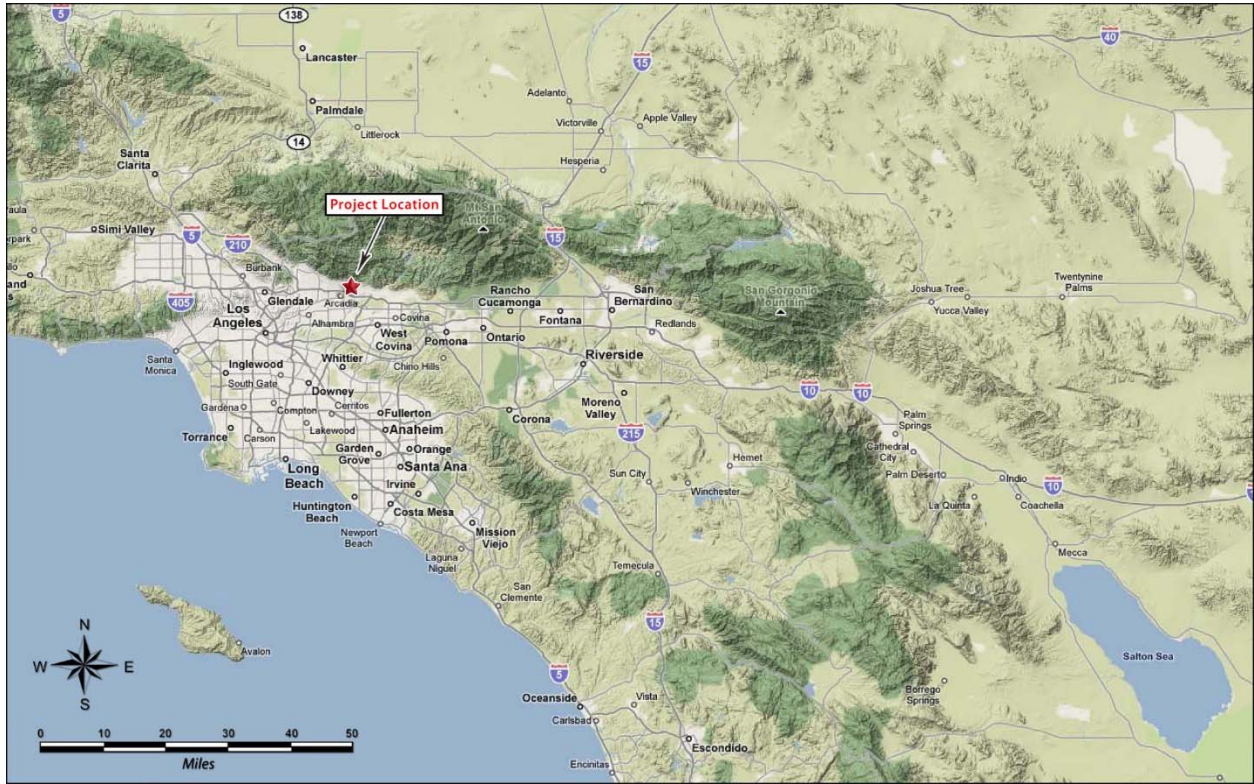 5
138
Lancaster
15
40
Palmdale
Adelanto
Littlerock
Victorville
Apple Valley
14
Santa
Clarita
Hesperia
Project Location
Mt San
Antonio
Simi Valley
5
210
15
Burbank
Glendale
Arcadia
Rancho
Cucamonga
San
Bernardino
San Gorgonio
Mountain
Joshua Tree
Twentynine
Palms
Yucca Valley
405
Los
Angeles
Alhambra
Covina
West
Covina
Pomona
Ontario
Fontana
Redlands
Santa
Monica
Inglewood
Whittier
Chino Hills
Riverside
South Gate
Downey
10
10
Gardena
Compton
Cerritos
Fullerton
Corona
Moreno
Valley
Palm
Springs
Torrance
Carson
Lakewood
Anaheim
215
Cathedral
City
Garden
Grove
Orange
Long
Beach
Santa Ana
Hemet
Sun City
Palm Desert
Indio
10
Irvine
Winchester
La Quinta
Coachella
Huntington
Beach
Costa Mesa
Newport
Beach
Mission
Viejo
Laguna
Niguel
Mecca
Temecula
San
Clemente
15
N
W E
S
Avalon
Salton Sea
5
Oceanside
Vista
Borrego
Springs
Carlsbad
Escondido
Encinitas
0 10 20 30 40 50
Miles